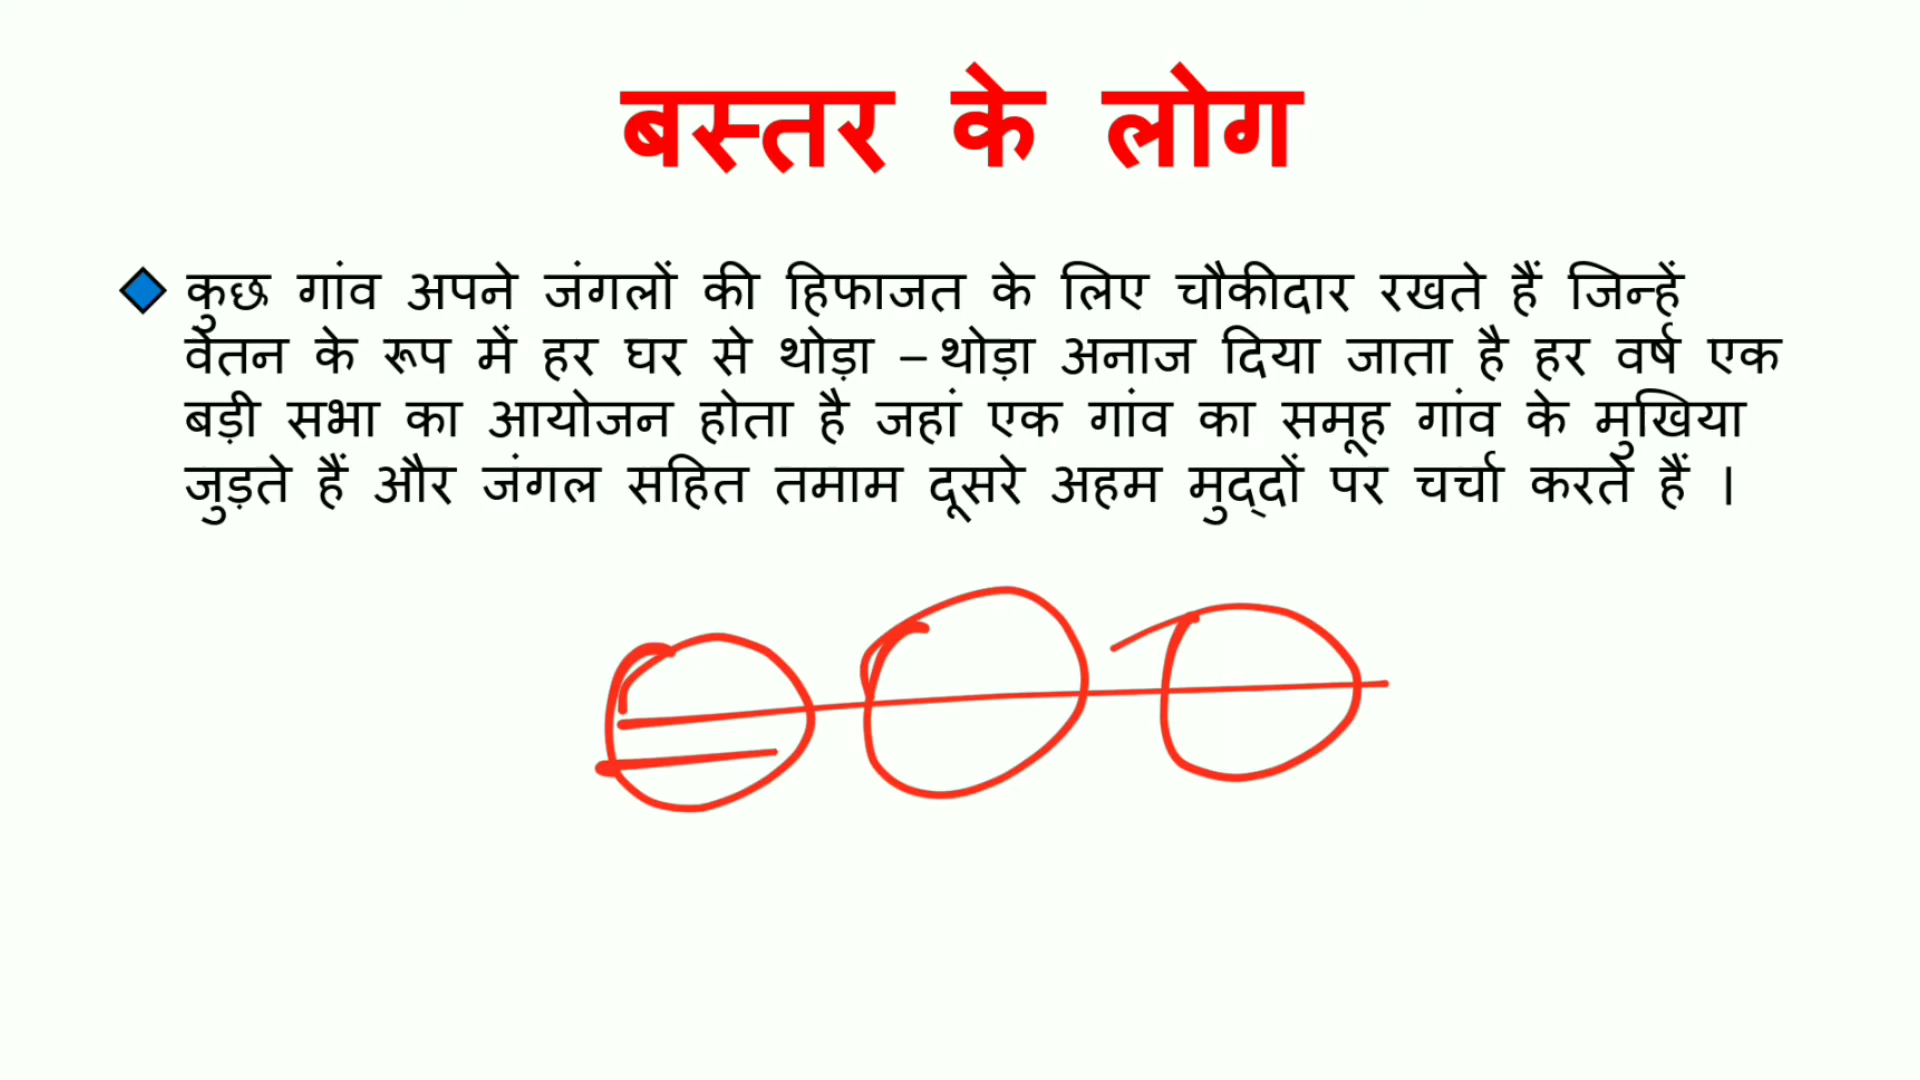 बस्तर के लोग
कुछ गांव अपने जंगलों की हिफाजत के लिए चौकीदार रखते हैं जिन्हें
वेतन के रूप में हर घर से थोड़ा – थोड़ा अनाज दिया जाता है हर वर्ष एक
बड़ी सभा का आयोजन होता है जहां एक गांव का समूह गांव के मुखिया
जुड़ते हैं और जंगल सहित तमाम दूसरे अहम मुद्दों पर चर्चा करते हैं ।